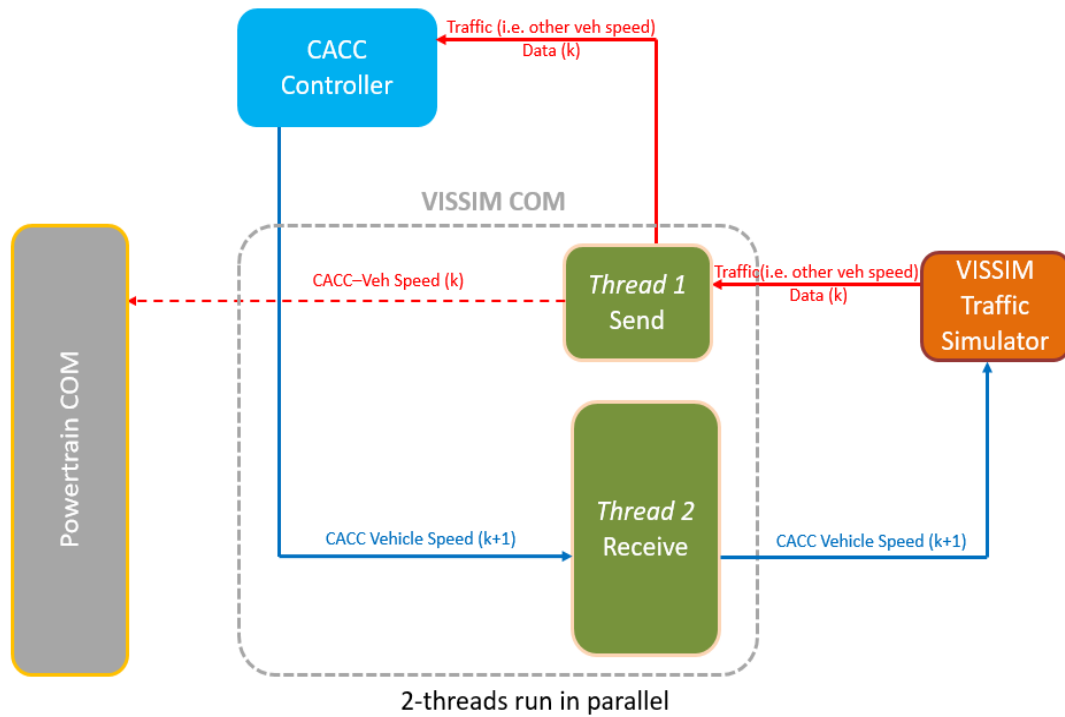 Traffic (i.e. other veh speed)
Data (k)
CACC
Controller
VISSIM COM
CACC–Veh Speed (k)
Thread 1
Send
Traffic(i.e. other veh speed)
Data (k)
VISSIM
Traffic
Simulator
Powertrain COM
Thread 2
Receive
CACC Vehicle Speed (k+1)
CACC Vehicle Speed (k+1)
2-threads run in parallel